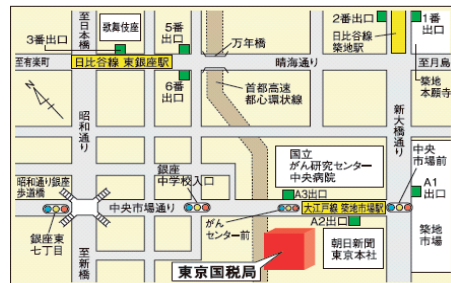 至日本橋
歌舞伎座
3番出口
5番
出口
万年橋
2番出口
日比谷線
築地駅
1番
出口
至有楽町
日比谷線 東銀座駅
晴海通り
至月島
6番
出口
首都高速
都心環状線
築地
本願寺
昭和通り
新大橋通り
国立
がん研究センター
中央病院
中央
市場前
銀座
中学校入口
昭和通り銀座
歩道橋
A3出口
A1
出口
中央市場通り
大江戸線 築地市場駅
がん
センター前
A2出口
銀座東
七丁目
至新橋
朝日新聞
東京本社
築地
市場
東京国税局